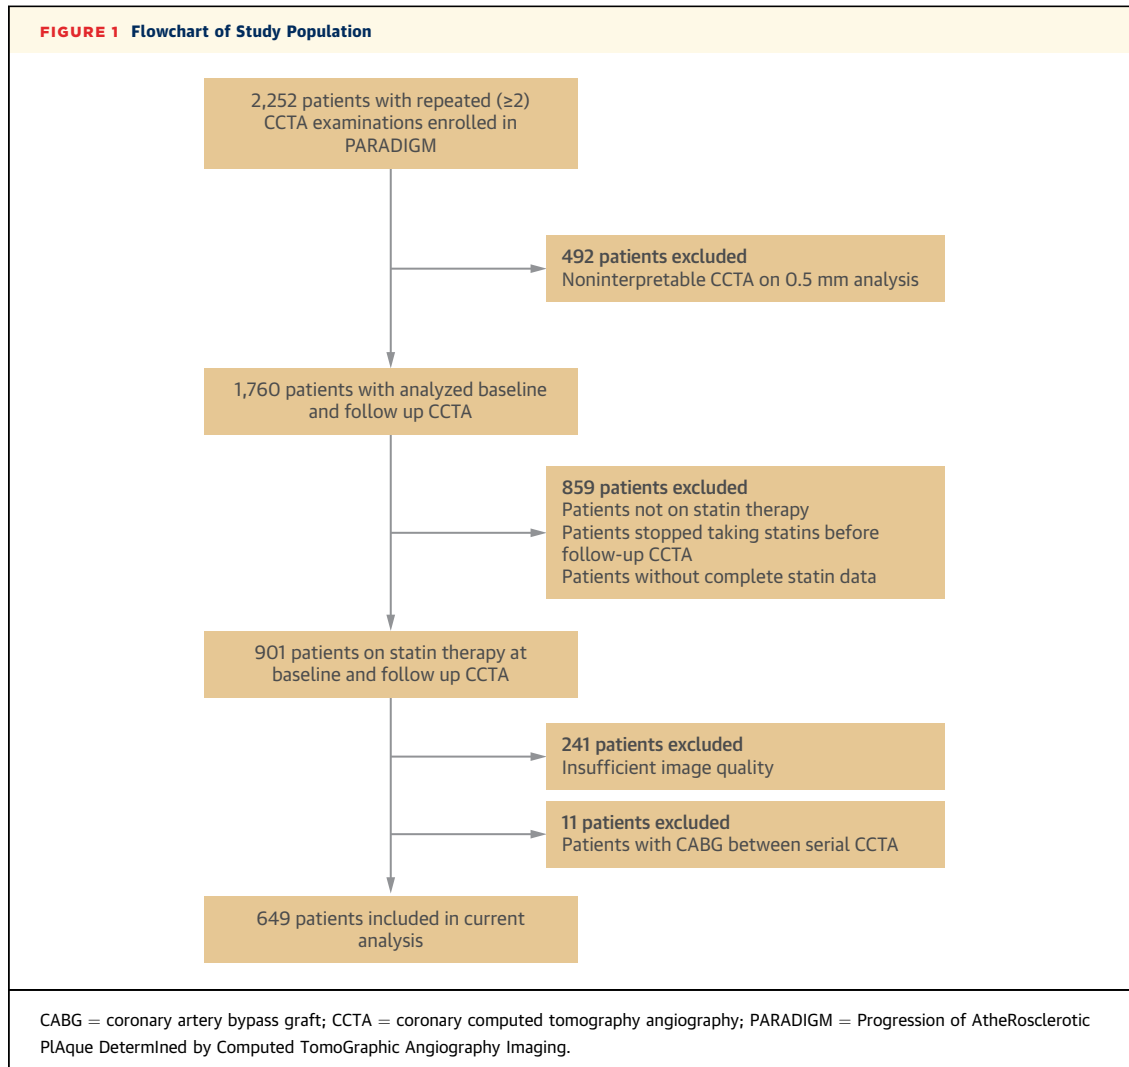 FIGURE 1 Flowchart of Study Population
2,252 patients with repeated (≥2)
CCTA examinations enrolled in
PARADIGM
492 patients excluded
Noninterpretable CCTA on 0.5 mm analysis
1,760 patients with analyzed baseline
and follow up CCTA
859 patients excluded
Patients not on statin therapy
Patients stopped taking statins before
follow-up CCTA
Patients without complete statin data
901 patients on statin therapy at
baseline and follow up CCTA
241 patients excluded
Insufficient image quality
11 patients excluded
Patients with CABG between serial CCTA
649 patients included in current
analysis
CABG = coronary artery bypass graft; CCTA = coronary computed tomography angiography; PARADIGM = Progression of AtheRosclerotic
PlAque DetermIned by Computed TomoGraphic Angiography Imaging.